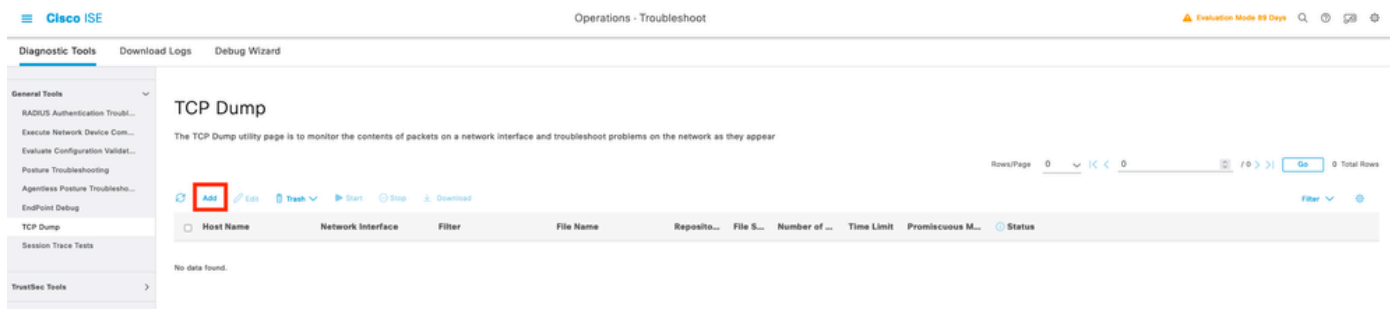 Cisco ISE
Operations - Troubleshoot
Evaluation Mode 89 Days
Diagnostic Tools Download Logs Debug Wizard
General Tools
RADIUS Authentication Troubl...
Execute Network Device Com...
Evaluate Configuration Validat...
Posture Troubleshooting
Agentless Posture Troublesho...
EndPoint Debug
TCP Dump
Session Trace Tests
TrustSec Tools
TCP Dump
The TCP Dump utility page is to monitor the contents of packets on a network interface and troubleshoot problems on the network as they appear
Rows/Page 0 |< < 0 / 0 > >| Go 0 Total Rows
Add Edit Trash Start Stop Download Filter
Host Name Network Interface Filter File Name Reposito... File S... Number of ... Time Limit Promiscuous M... Status
No data found.